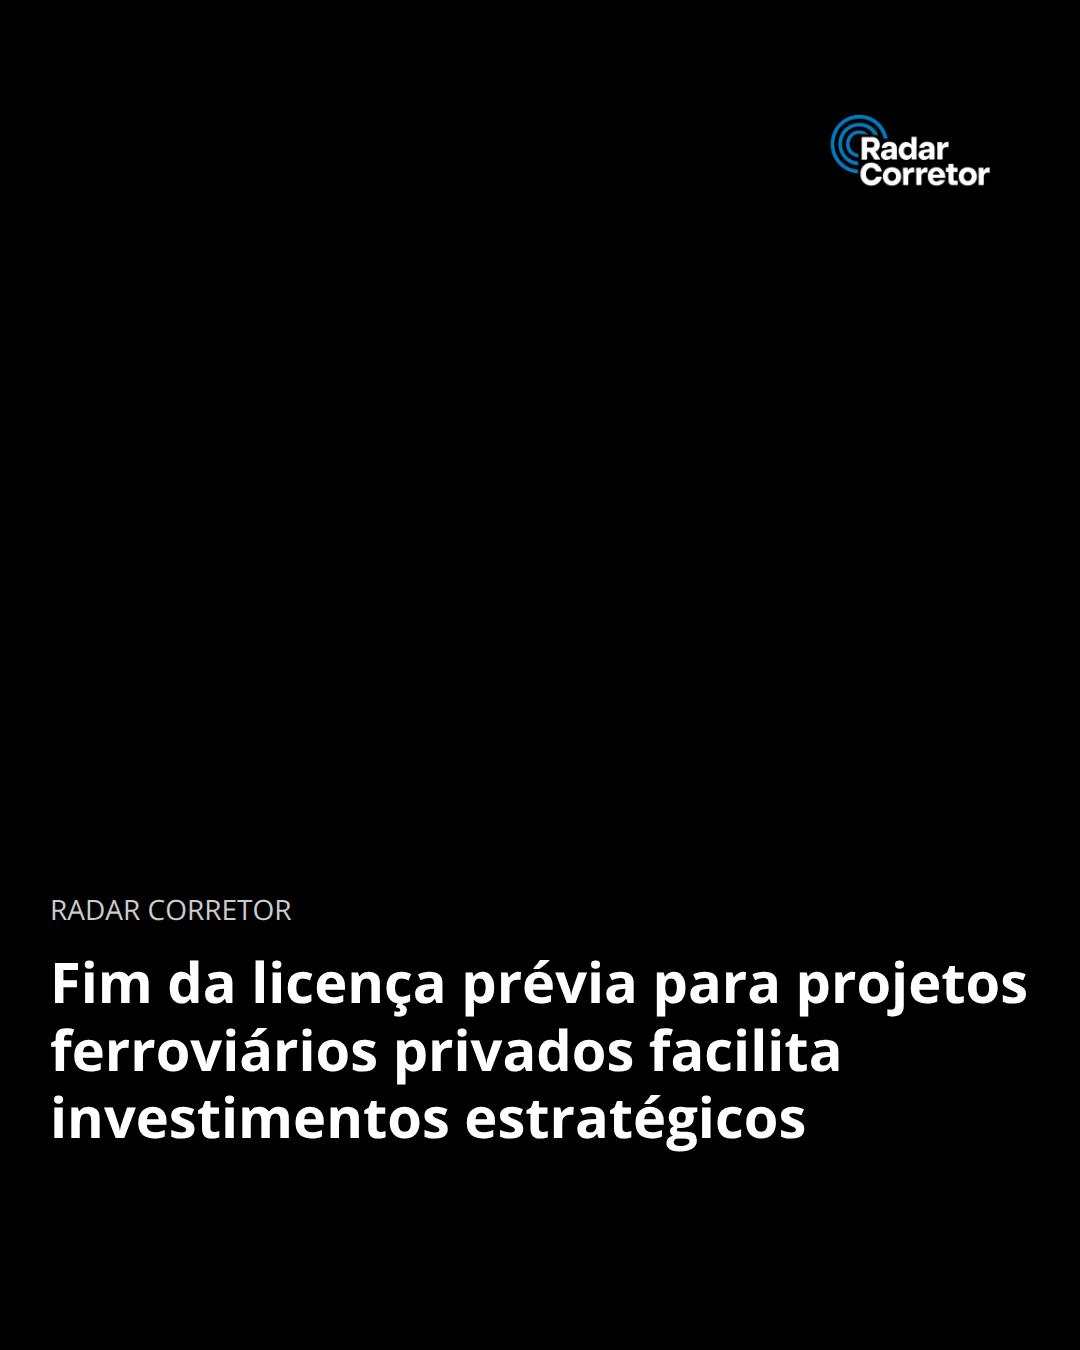 Radar
Corretor
RADAR CORRETOR
Fim da licença prévia para projetos
ferroviários privados facilita
investimentos estratégicos